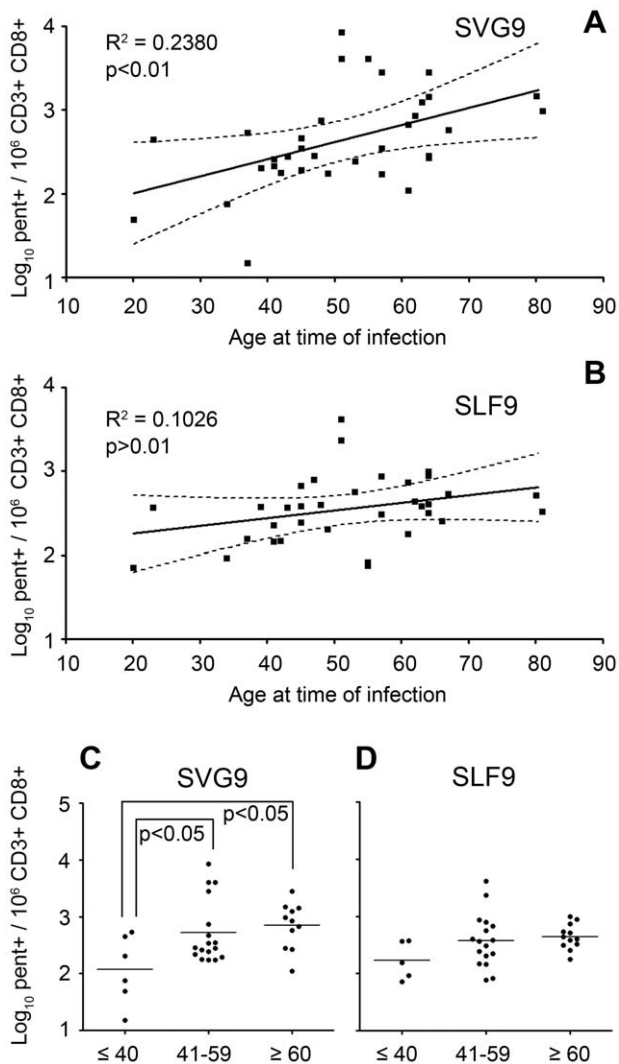 A
SVG9
R² = 0.2380
p<0.01
Log₁₀ pent+ / 10⁶ CD3+ CD8+
4
3
2
1
10 20 30 40 50 60 70 80 90
Age at time of infection
B
SLF9
R² = 0.1026
p>0.01
Log₁₀ pent+ / 10⁶ CD3+ CD8+
4
3
2
1
10 20 30 40 50 60 70 80 90
Age at time of infection
C
SVG9
p<0.05
p<0.05
Log₁₀ pent+ / 10⁶ CD3+ CD8+
5
4
3
2
1
≤ 40 41-59 ≥ 60
D
SLF9
≤ 40 41-59 ≥ 60